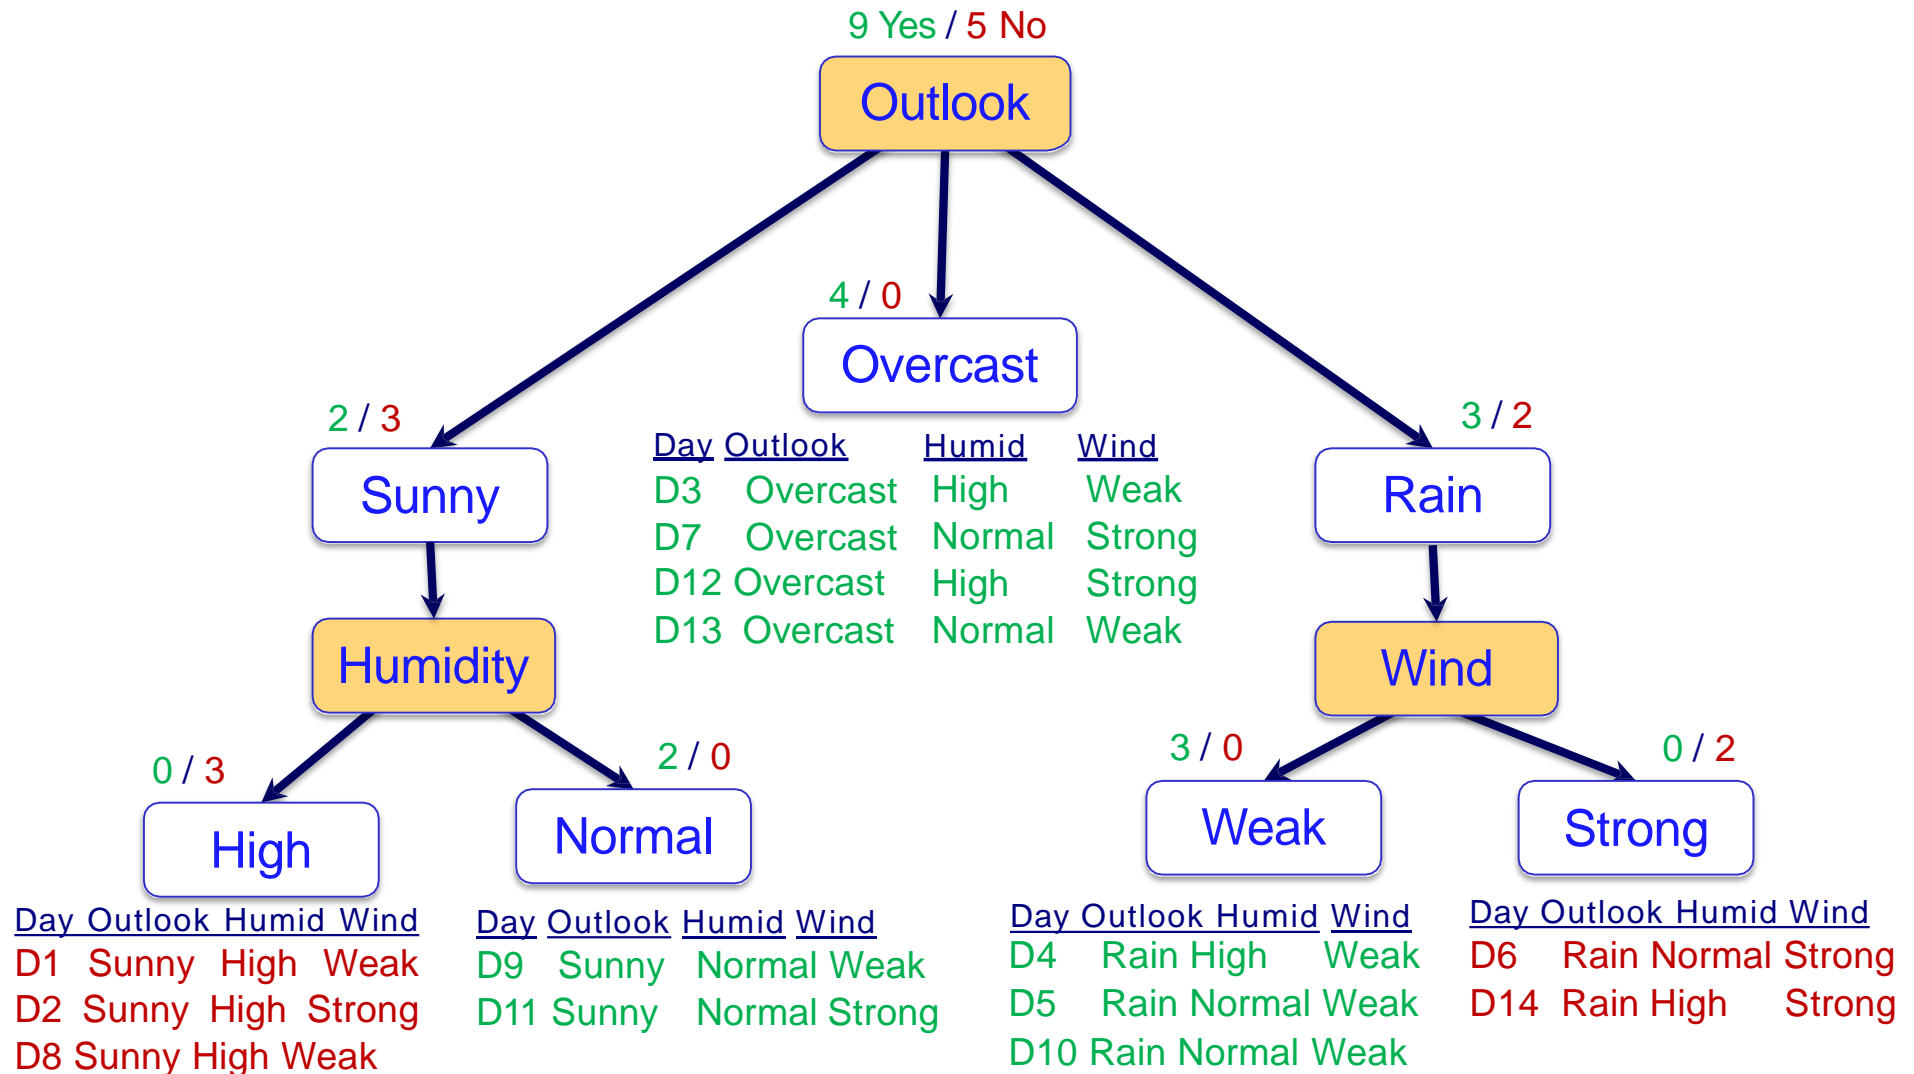 9 Yes / 5 No
Outlook
4 / 0
Overcast
2 / 3
Sunny
3 / 2
Rain
Day Outlook Humid Wind
D3 Overcast High Weak
D7 Overcast Normal Strong
D12 Overcast High Strong
D13 Overcast Normal Weak
Humidity
Wind
0 / 3
High
2 / 0
Normal
3 / 0
Weak
0 / 2
Strong
Day Outlook Humid Wind
D1 Sunny High Weak
D2 Sunny High Strong
D8 Sunny High Weak
Day Outlook Humid Wind
D9 Sunny Normal Weak
D11 Sunny Normal Strong
Day Outlook Humid Wind
D4 Rain High Weak
D5 Rain Normal Weak
D10 Rain Normal Weak
Day Outlook Humid Wind
D6 Rain Normal Strong
D14 Rain High Strong